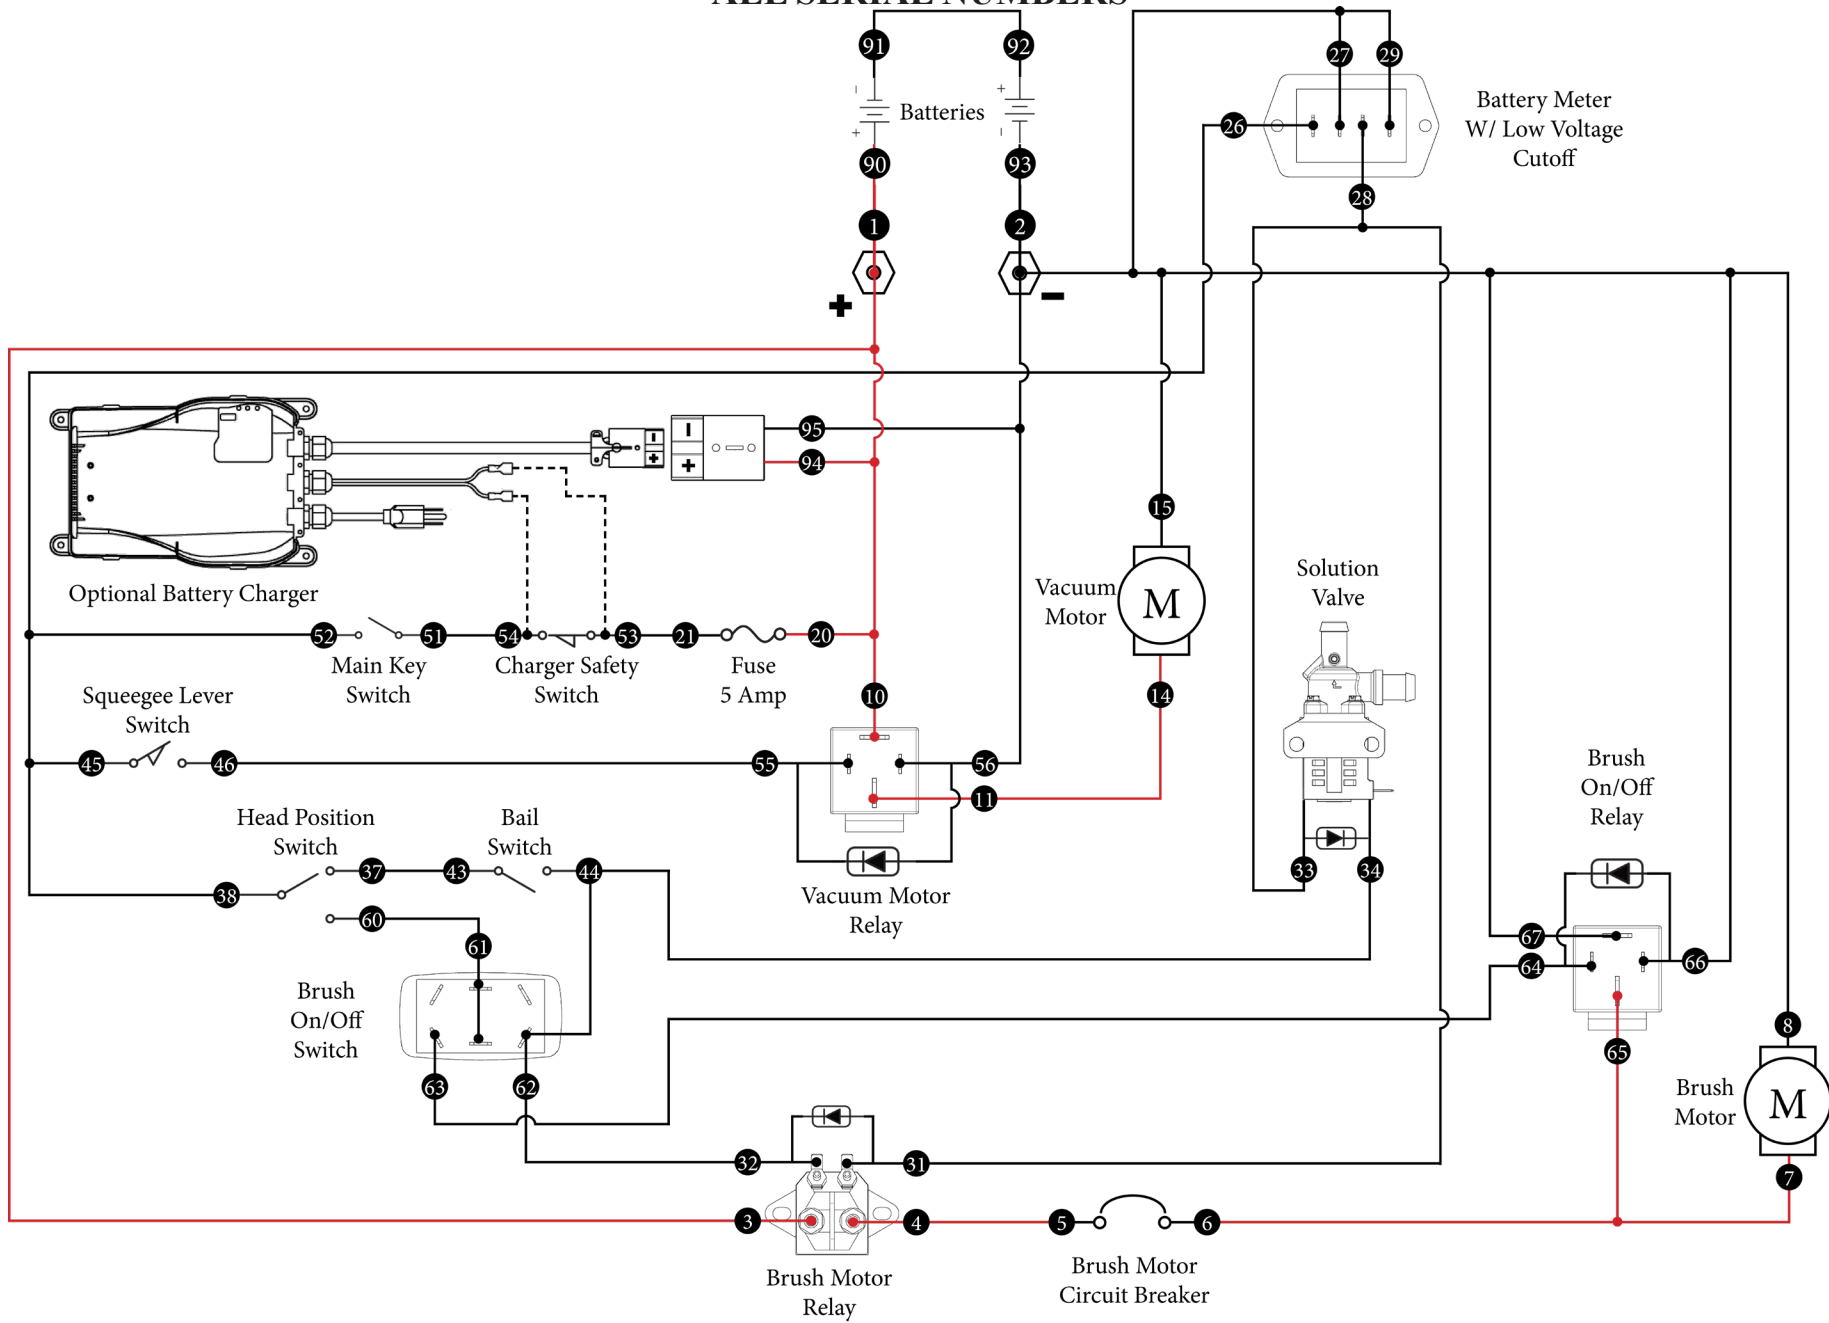 ALL SERIAL NUMBERS
91
92
27
29
Batteries
Battery Meter
W/ Low Voltage
Cutoff
26
90
93
28
1
2
+
-
95
94
- +
- +
15
Optional Battery Charger
Vacuum
Motor
M
Solution
Valve
52
51
54
53
21
20
Main Key
Switch
Charger Safety
Switch
Fuse
5 Amp
10
14
Squeegee Lever
Switch
45
46
55
56
11
Brush
On/Off
Relay
Head Position
Switch
Bail
Switch
38
37
43
44
33
34
Vacuum Motor
Relay
60
61
67
64
66
Brush
On/Off
Switch
65
8
63
62
Brush
Motor
M
32
31
7
3
4
5
6
Brush Motor
Relay
Brush Motor
Circuit Breaker